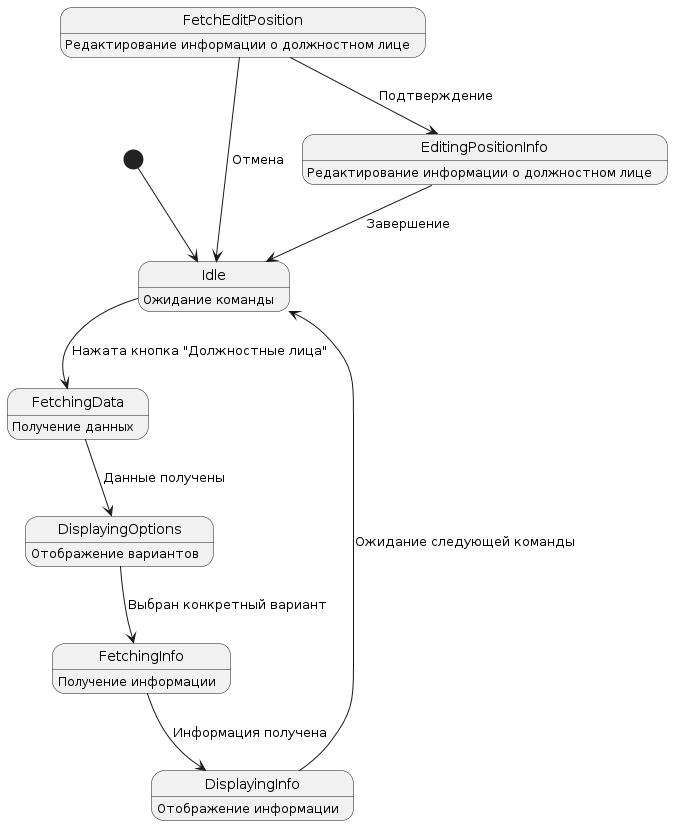 FetchEditPosition
Редактирование информации о должностном лице
Подтверждение
EditingPositionInfo
Редактирование информации о должностном лице
Отмена
Завершение
Idle
Ожидание команды
Нажата кнопка "Должностные лица"
FetchingData
Получение данных
Данные получены
DisplayingOptions
Отображение вариантов
Ожидание следующей команды
Выбран конкретный вариант
FetchingInfo
Получение информации
Информация получена
DisplayingInfo
Отображение информации